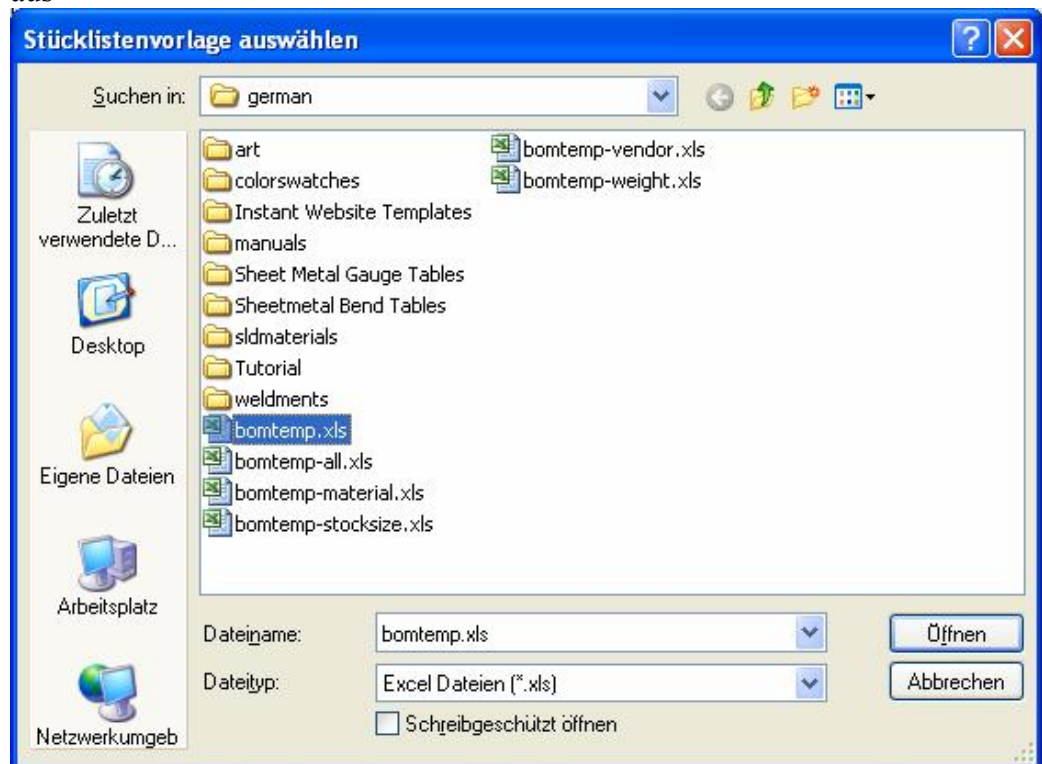 aus
Stücklistenvorlage auswählen
Suchen in: german
Zuletzt
verwendete D...
Desktop
Eigene Dateien
Arbeitsplatz
Netzwerkumgeb
art
colorswatches
Instant Website Templates
manuals
Sheet Metal Gauge Tables
Sheetmetal Bend Tables
sldmaterials
Tutorial
weldments
bomtemp.xls
bomtemp-all.xls
bomtemp-material.xls
bomtemp-stocksize.xls
bomtemp-vendor.xls
bomtemp-weight.xls
Dateiname: bomtemp.xls Öffnen
Dateityp: Excel Dateien (*.xls) Abbrechen
Schreibgeschützt öffnen